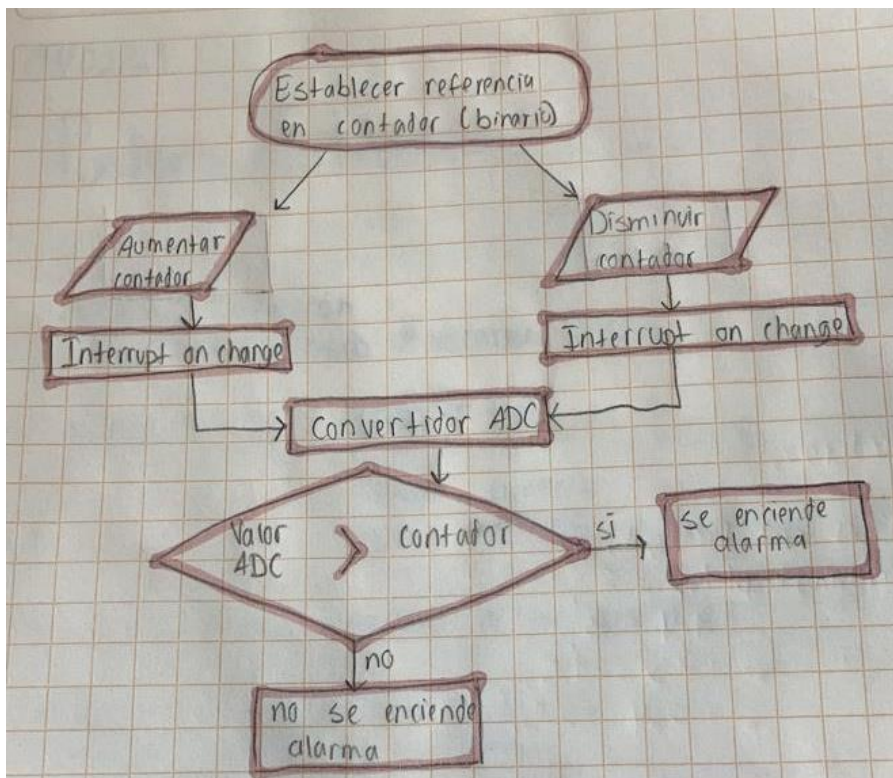 Establecer referencia
en contador (binario)
Aumentar
contador
Disminuir
contador
Interrupt on change
Interrupt on change
Convertidor ADC
Valor
ADC
>
contador
si
se enciende
alarma
no
no se enciende
alarma